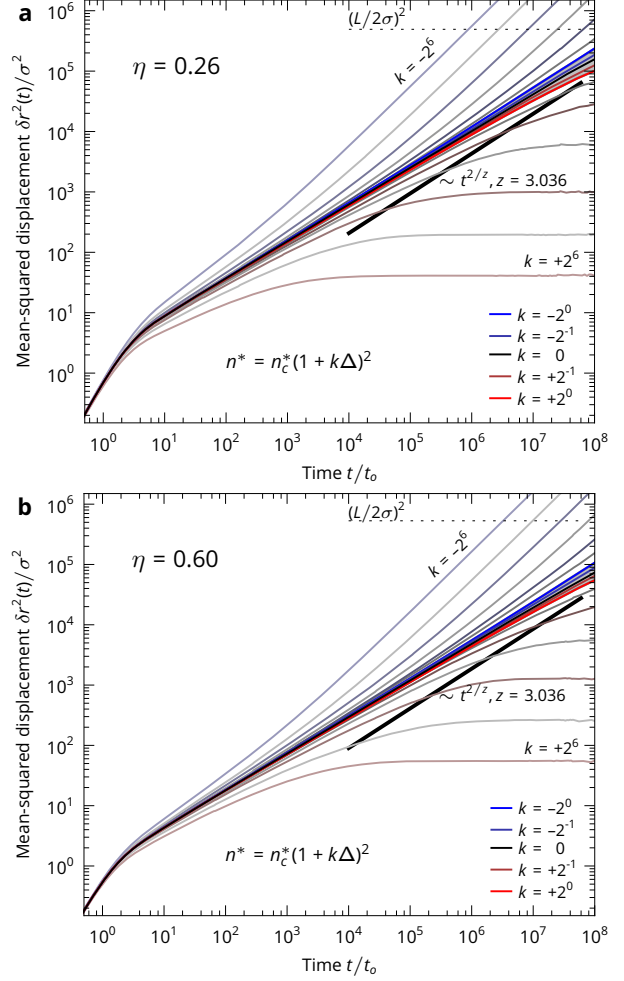 a
Mean-squared displacement δr²(t)/σ²
10⁶
10⁵
10⁴
10³
10²
10¹
10⁰
(L/2σ)²
η = 0.26
k = −2⁶
∼ t^{2/z}, z = 3.036
k = +2⁶
n* = n_c*(1 + kΔ)²
k = −2⁰
k = −2⁻¹
k = 0
k = +2⁻¹
k = +2⁰
10⁰ 10¹ 10² 10³ 10⁴ 10⁵ 10⁶ 10⁷ 10⁸
Time t/tₒ
b
Mean-squared displacement δr²(t)/σ²
10⁶
10⁵
10⁴
10³
10²
10¹
10⁰
(L/2σ)²
η = 0.60
k = −2⁶
∼ t^{2/z}, z = 3.036
k = +2⁶
n* = n_c*(1 + kΔ)²
k = −2⁰
k = −2⁻¹
k = 0
k = +2⁻¹
k = +2⁰
10⁰ 10¹ 10² 10³ 10⁴ 10⁵ 10⁶ 10⁷ 10⁸
Time t/tₒ